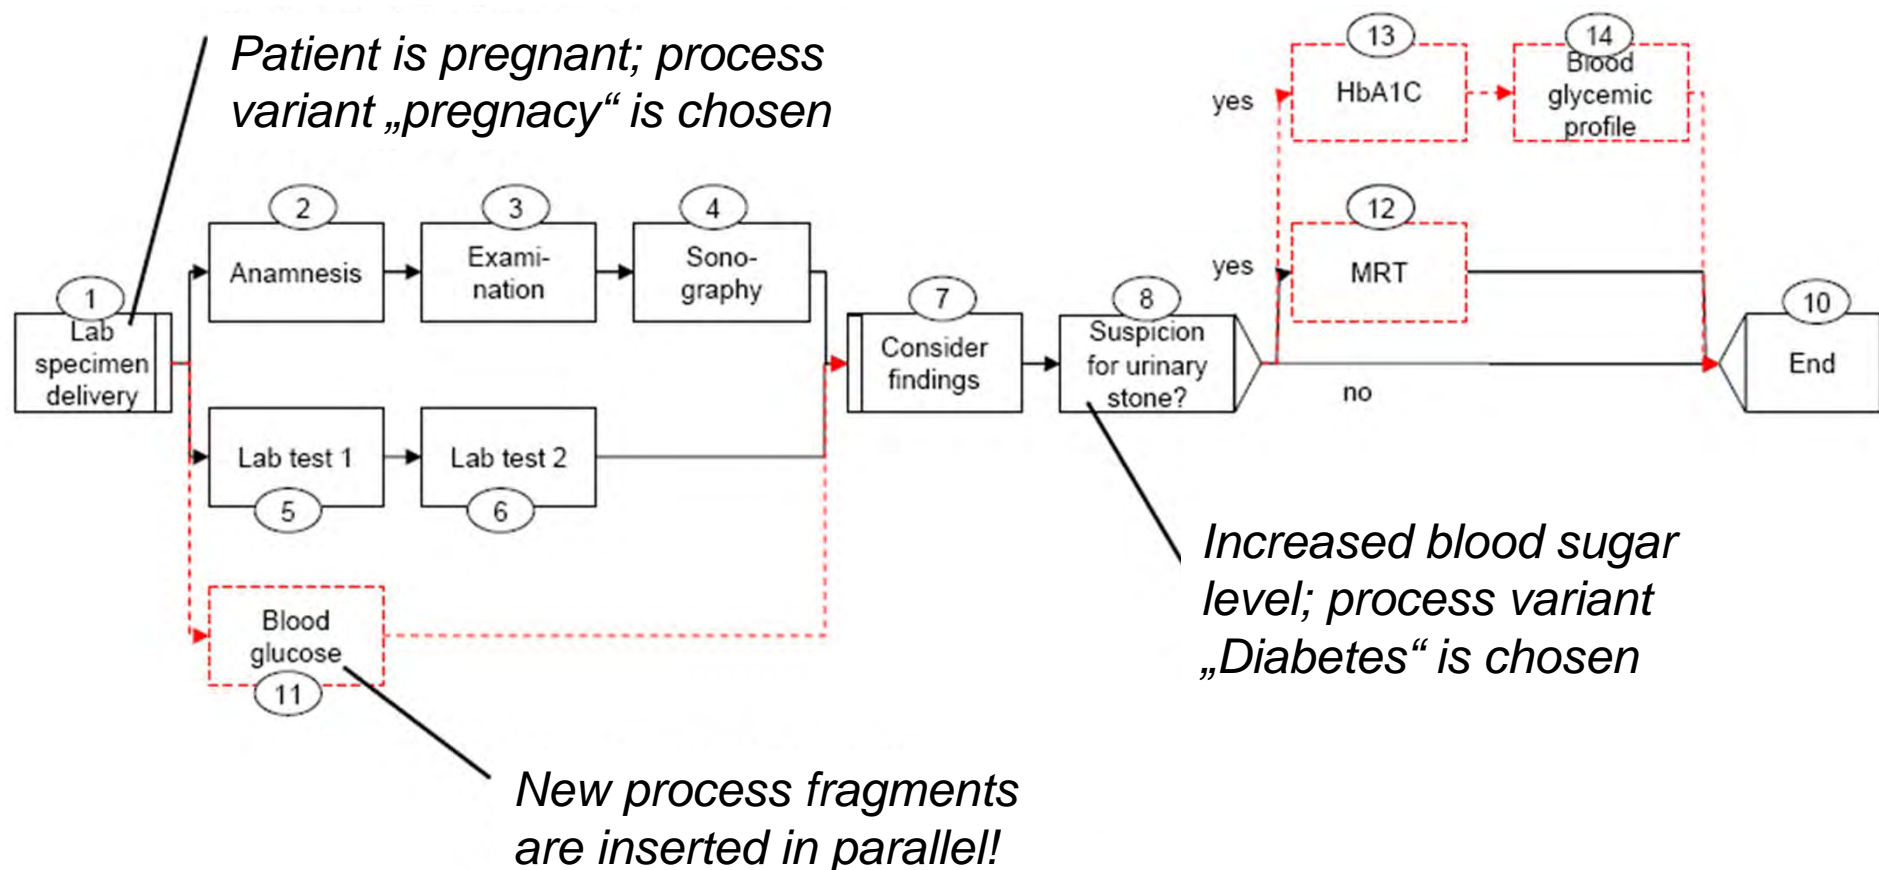 Patient is pregnant; process
variant „pregnacy“ is chosen
1
Lab
specimen
delivery
2
Anamnesis
3
Exami-
nation
4
Sono-
graphy
Lab test 1
5
Lab test 2
6
Blood
glucose
11
New process fragments
are inserted in parallel!
7
Consider
findings
8
Suspicion
for urinary
stone?
Increased blood sugar
level; process variant
„Diabetes“ is chosen
yes
13
HbA1C
14
Blood
glycemic
profile
yes
12
MRT
no
10
End